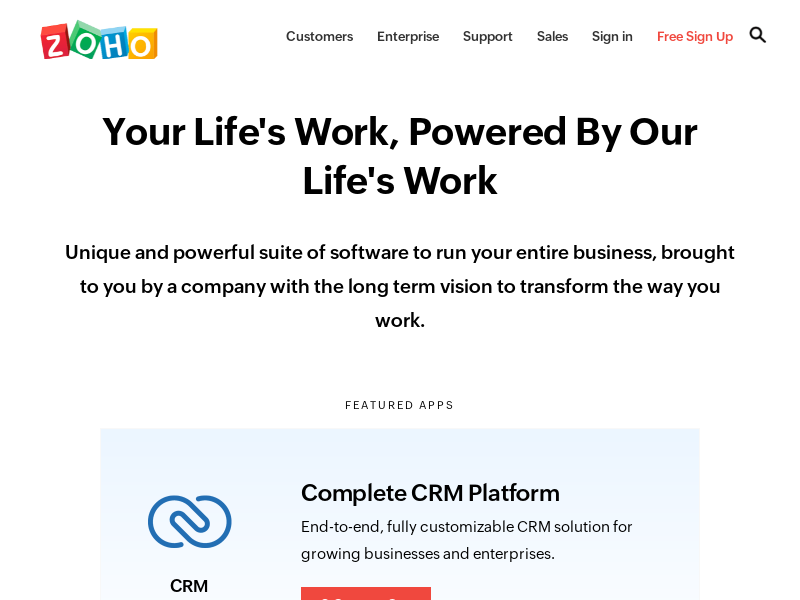 ZOHO
Customers Enterprise Support Sales Sign in Free Sign Up
Your Life's Work, Powered By Our
Life's Work
Unique and powerful suite of software to run your entire business, brought
to you by a company with the long term vision to transform the way you
work.
FEATURED APPS
Complete CRM Platform
End-to-end, fully customizable CRM solution for
growing businesses and enterprises.
CRM